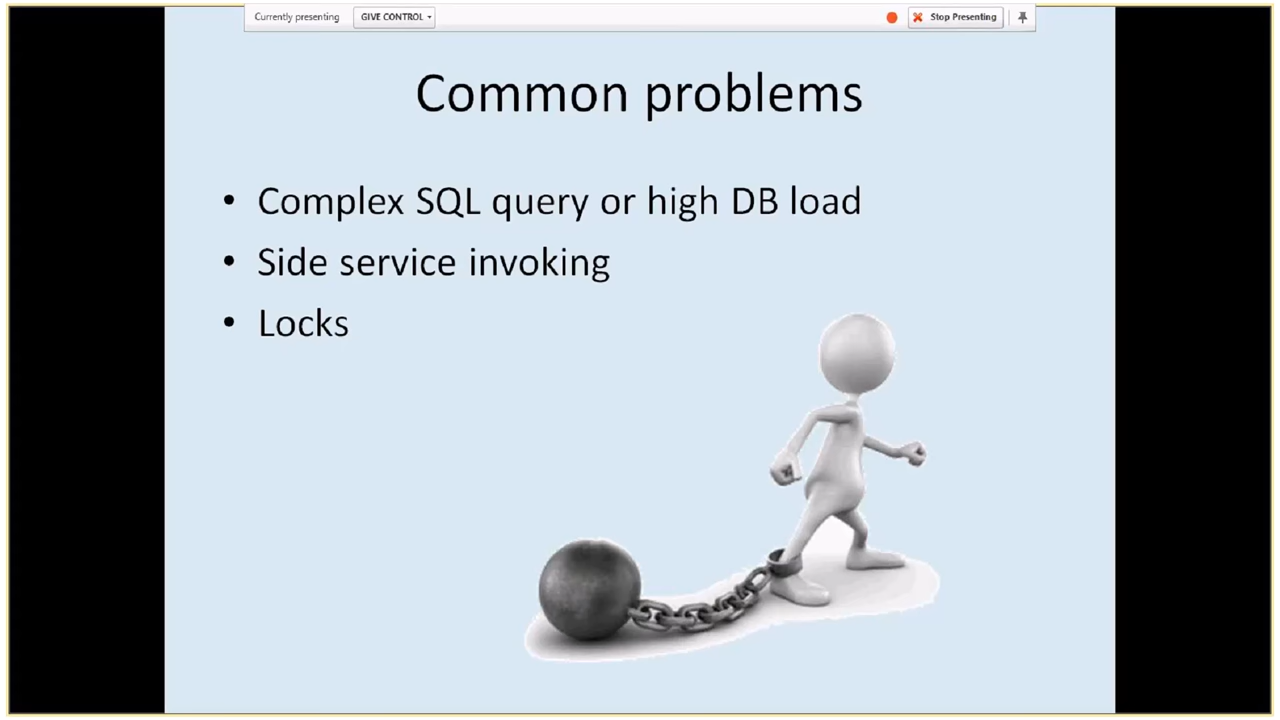 Currently presenting GIVE CONTROL Stop Presenting
Common problems
• Complex SQL query or high DB load
• Side service invoking
• Locks